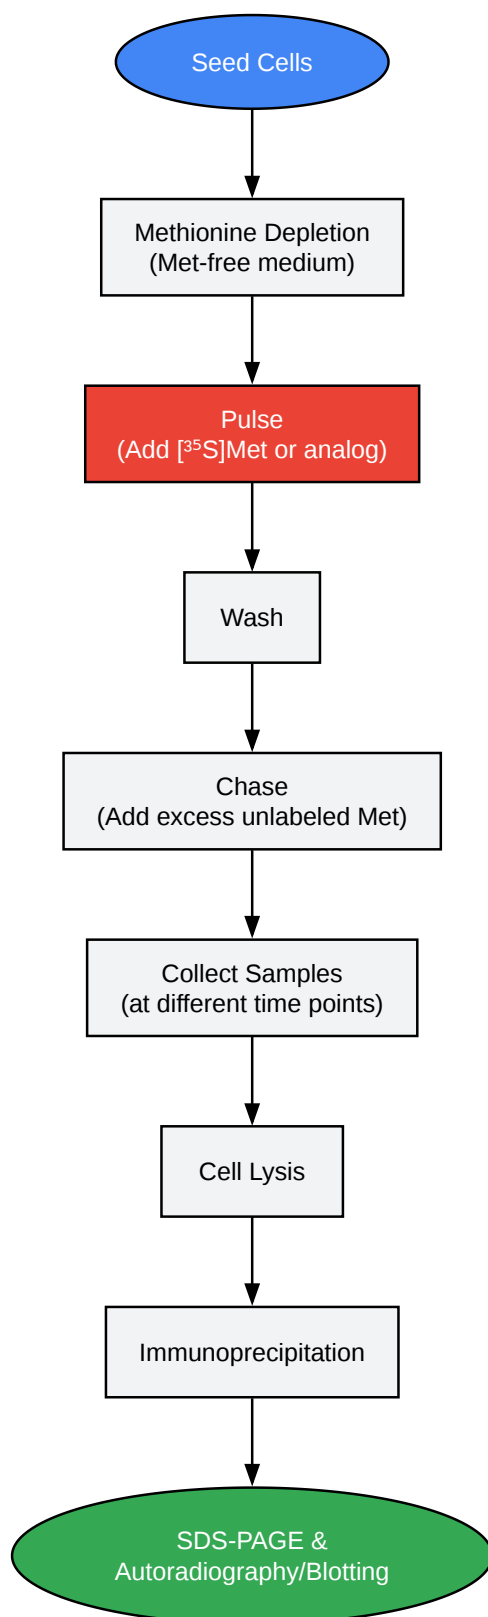 Seed Cells
Methionine Depletion
(Met-free medium)
Pulse
(Add [³⁵S]Met or analog)
Wash
Chase
(Add excess unlabeled Met)
Collect Samples
(at different time points)
Cell Lysis
Immunoprecipitation
SDS-PAGE &
Autoradiography/Blotting